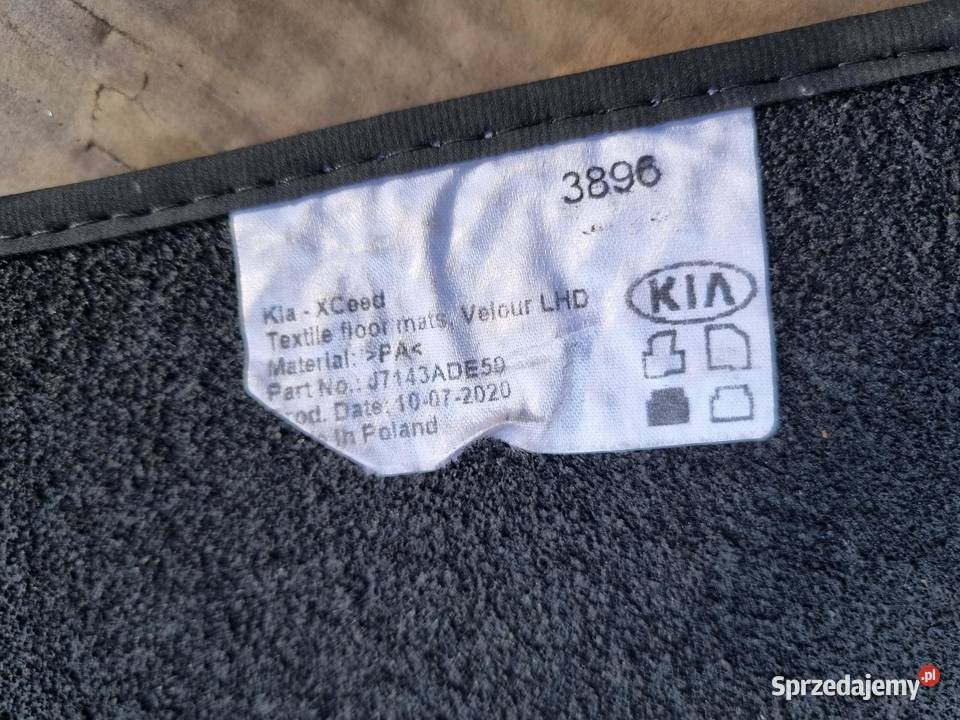 3896
KIA
Kia - XCeed
Textile floor mats, Velour LHD
Material: >PA<
Part No.: J7143ADE50
od. Date: 10-07-2020
in Poland
Sprzedajemy.pl